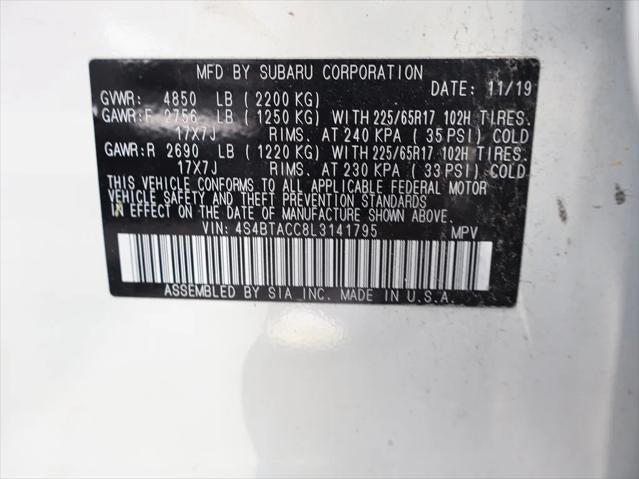 MFD BY SUBARU CORPORATION DATE: 11/19
GVWR: 4850 LB (2200 KG)
GAWR:F 2756 LB (1250 KG) WITH 225/65R17 102H TIRES.
17X7J RIMS. AT 240 KPA (35 PSI) COLD
GAWR:R 2690 LB (1220 KG) WITH 225/65R17 102H TIRES.
17X7J RIMS. AT 230 KPA (33 PSI) COLD
THIS VEHICLE CONFORMS TO ALL APPLICABLE FEDERAL MOTOR
VEHICLE SAFETY AND THEFT PREVENTION STANDARDS
IN EFFECT ON THE DATE OF MANUFACTURE SHOWN ABOVE.
VIN: 4S4BTACC8L3141795 MPV
ASSEMBLED BY SIA INC. MADE IN U.S.A.